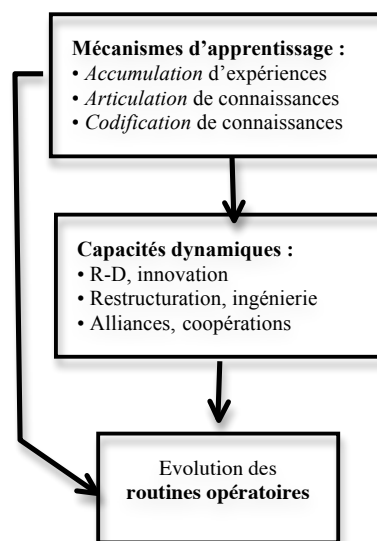 Mécanismes d’apprentissage :
• Accumulation d’expériences
• Articulation de connaissances
• Codification de connaissances
Capacités dynamiques :
• R-D, innovation
• Restructuration, ingénierie
• Alliances, coopérations
Evolution des
routines opératoires